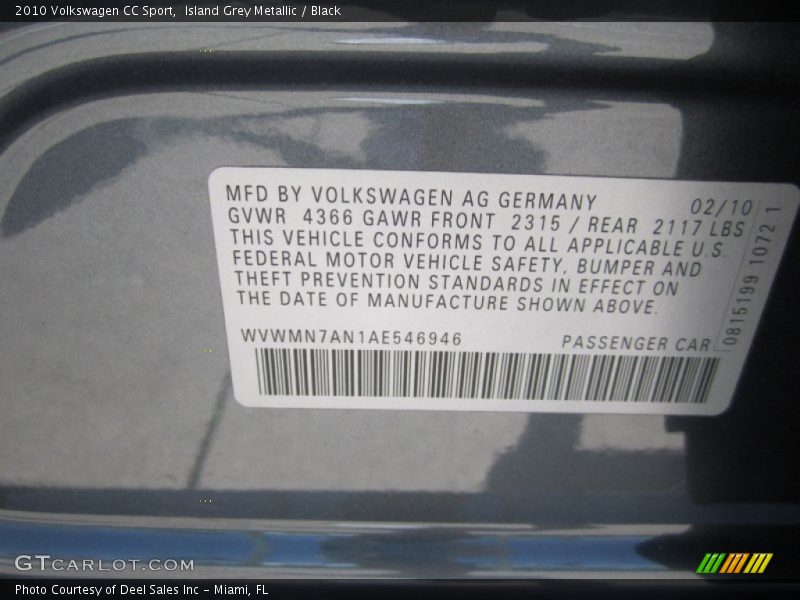 2010 Volkswagen CC Sport,  Island Grey Metallic / Black
MFD BY VOLKSWAGEN AG GERMANY 02/10
GVWR 4366 GAWR FRONT 2315 / REAR 2117 LBS
THIS VEHICLE CONFORMS TO ALL APPLICABLE U.S.
FEDERAL MOTOR VEHICLE SAFETY, BUMPER AND
THEFT PREVENTION STANDARDS IN EFFECT ON
THE DATE OF MANUFACTURE SHOWN ABOVE.
WVWMN7AN1AE546946 PASSENGER CAR
0815199 1072 1
GTCARLOT.COM
Photo Courtesy of Deel Sales Inc - Miami, FL